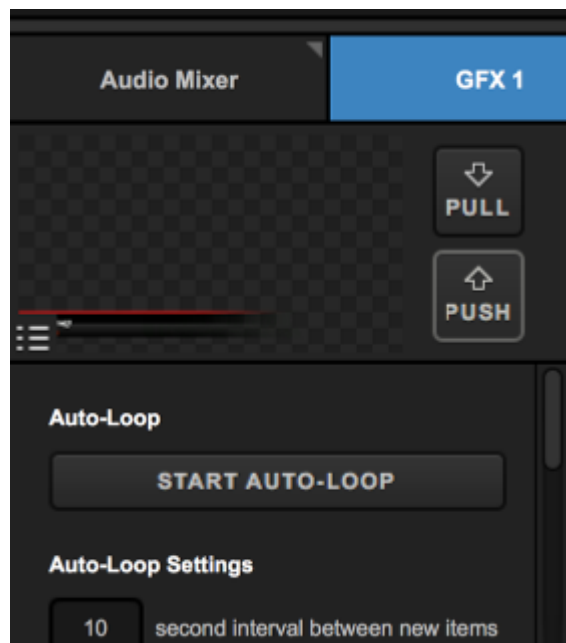 Audio Mixer
GFX 1
PULL
PUSH
Auto-Loop
START AUTO-LOOP
Auto-Loop Settings
10 second interval between new items